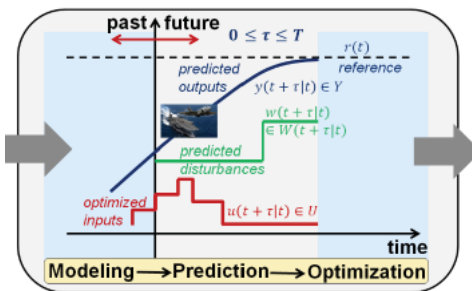 past future
0 ≤ τ ≤ T
r(t)
reference
predicted
outputs
y(t + τ|t) ∈ Y
w(t + τ|t)
∈ W(t + τ|t)
predicted
disturbances
optimized
inputs
u(t + τ|t) ∈ U
time
Modeling → Prediction → Optimization